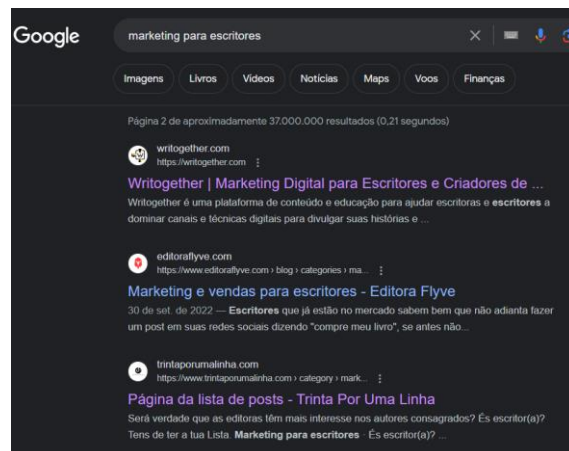 Google
marketing para escritores
Imagens Livros Vídeos Notícias Maps Voos Finanças
Página 2 de aproximadamente 37.000.000 resultados (0,21 segundos)
writogether.com
https://writogether.com
Writogether | Marketing Digital para Escritores e Criadores de ...
Writogether é uma plataforma de conteúdo e educação para ajudar escritoras e escritores a
dominar canais e técnicas digitais para divulgar suas histórias e ...
editoraflyve.com
https://www.editoraflyve.com › blog › categories › ma...
Marketing e vendas para escritores - Editora Flyve
30 de set. de 2022 — Escritores que já estão no mercado sabem bem que não adianta fazer
um post em suas redes sociais dizendo "compre meu livro", se antes não...
trintaporumalinha.com
https://www.trintaporumalinha.com › category › mark...
Página da lista de posts - Trinta Por Uma Linha
Será verdade que as editoras têm mais interesse nos autores consagrados? És escritor(a)?
Tens de ter a tua Lista. Marketing para escritores · És escritor(a)? ...